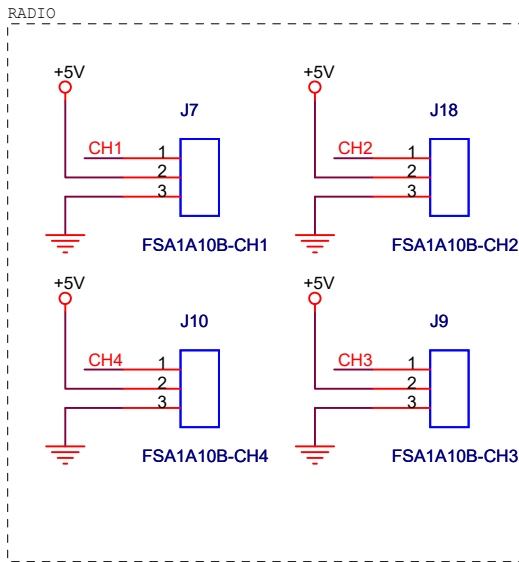 RADIO
+5V
J7
CH1
1
2
3
FSA1A10B-CH1
+5V
J18
CH2
1
2
3
FSA1A10B-CH2
+5V
J10
CH4
1
2
3
FSA1A10B-CH4
+5V
J9
CH3
1
2
3
FSA1A10B-CH3